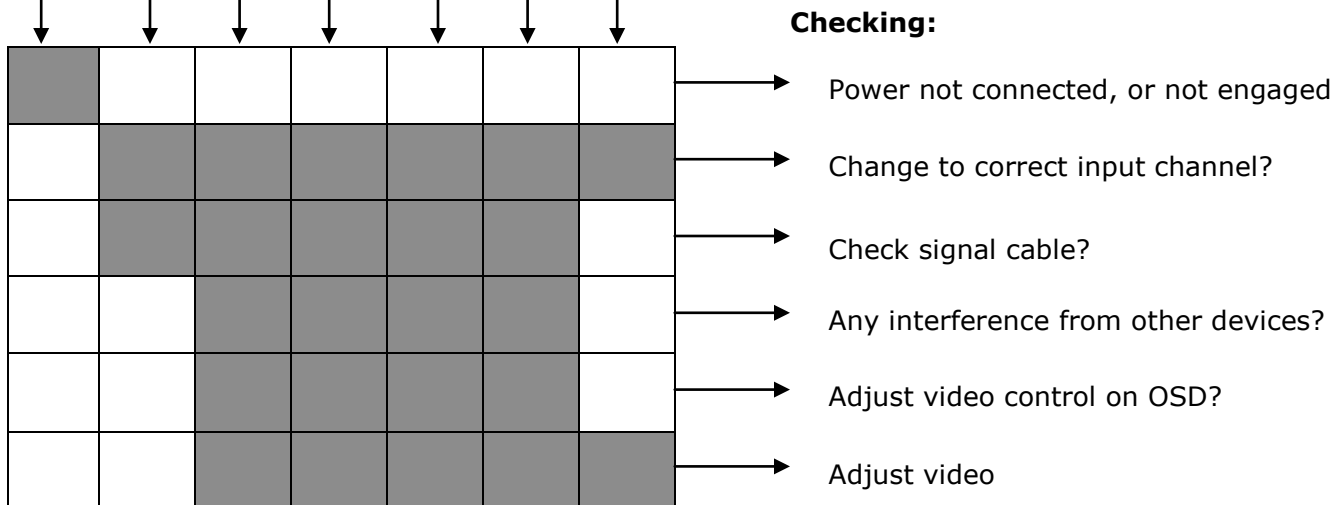 Checking:
Power not connected, or not engaged
Change to correct input channel?
Check signal cable?
Any interference from other devices?
Adjust video control on OSD?
Adjust video